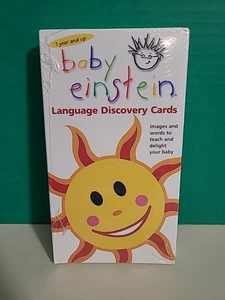 1 year and up
baby
einstein
Language Discovery Cards
Images and
words to
teach and
delight
your baby